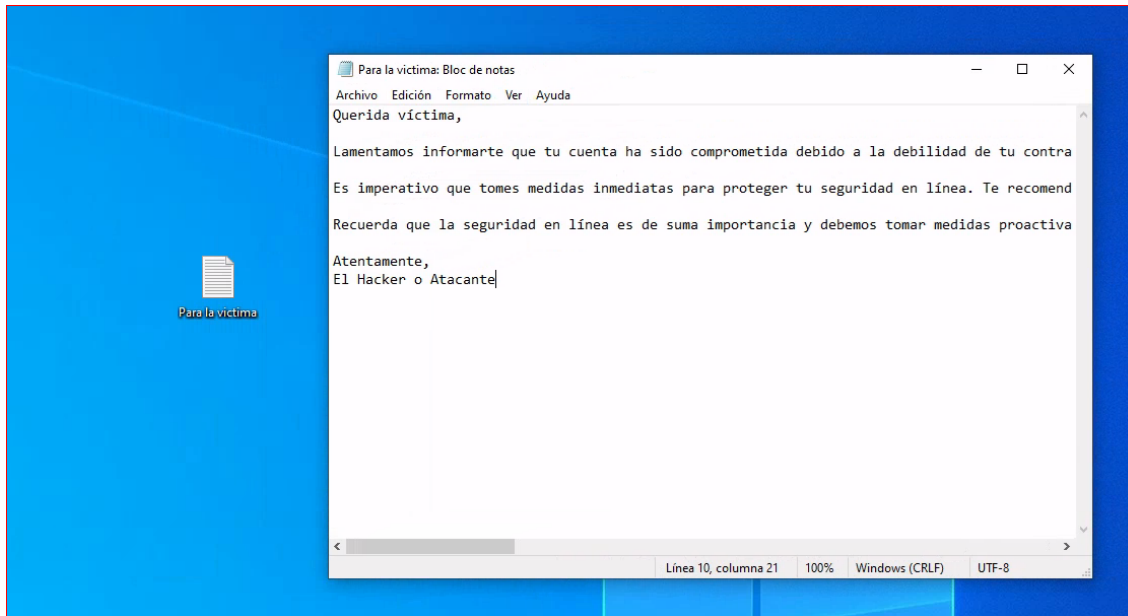 Para la victima: Bloc de notas
Archivo Edición Formato Ver Ayuda
Querida víctima,
Lamentamos informarte que tu cuenta ha sido comprometida debido a la debilidad de tu contra
Es imperativo que tomes medidas inmediatas para proteger tu seguridad en línea. Te recomend
Recuerda que la seguridad en línea es de suma importancia y debemos tomar medidas proactiva
Atentamente,
El Hacker o Atacante
Para la victima
Línea 10, columna 21 100% Windows (CRLF) UTF-8